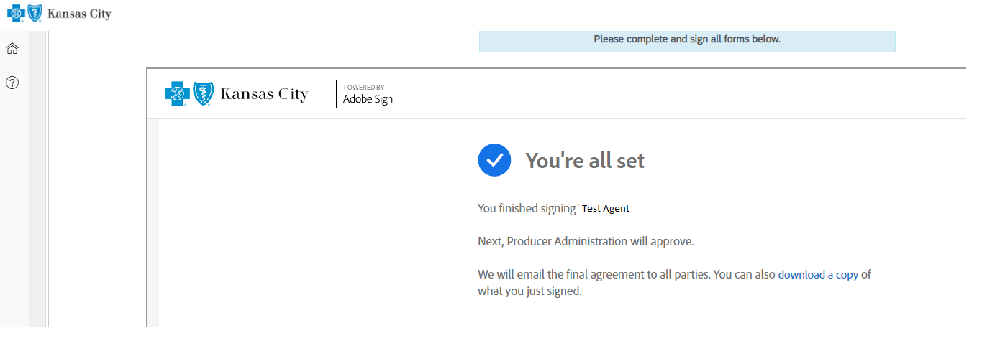 Kansas City
Please complete and sign all forms below.
Kansas City
POWERED BY
Adobe Sign
You're all set
You finished signing Test Agent
Next, Producer Administration will approve.
We will email the final agreement to all parties. You can also download a copy of
what you just signed.